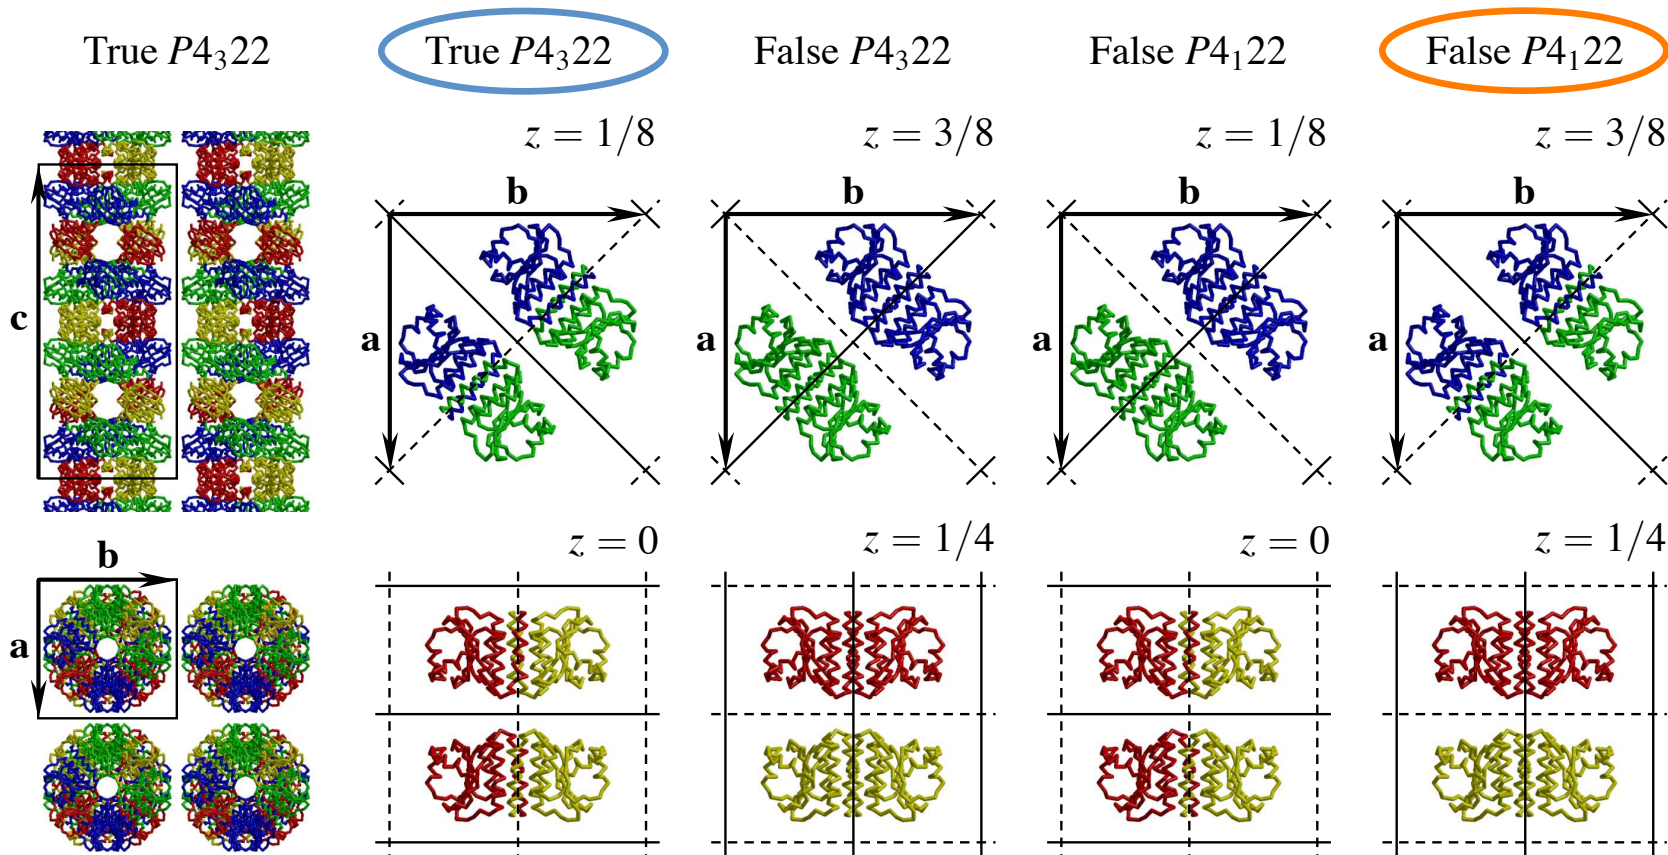 True P4₃22
True P4₃22
False P4₃22
False P4₁22
False P4₁22
z = 1/8
z = 3/8
z = 1/8
z = 3/8
b
b
b
b
c
a
a
a
a
z = 0
z = 1/4
z = 0
z = 1/4
b
a